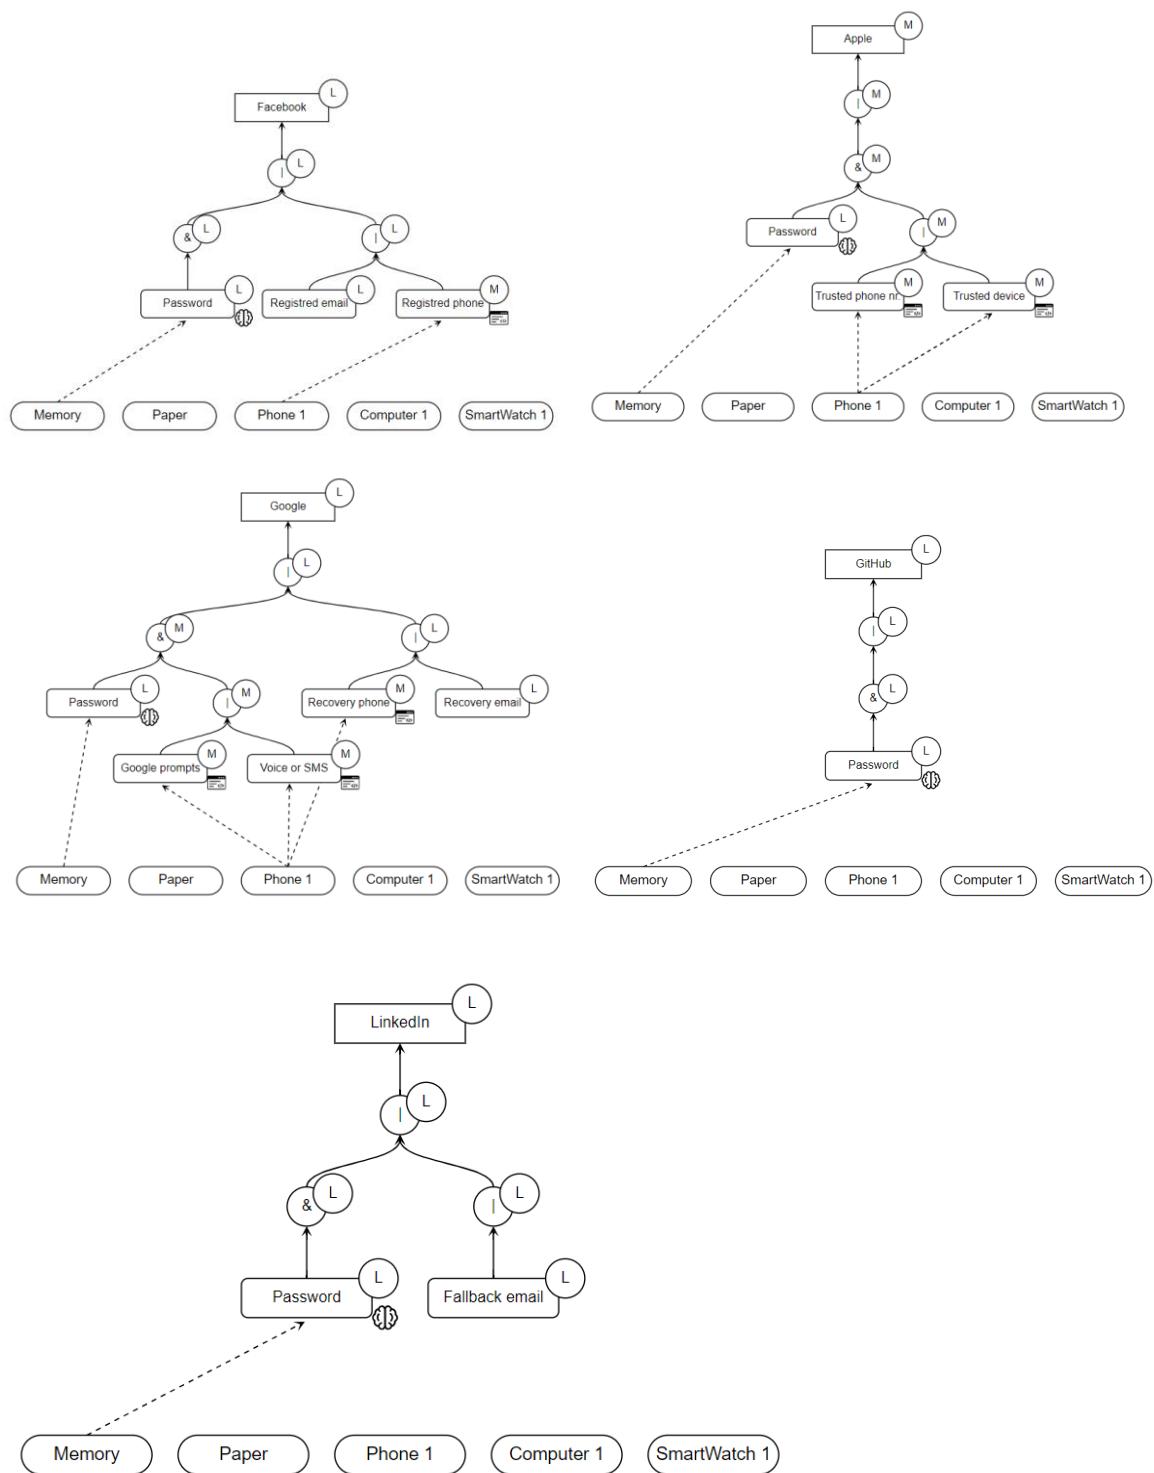 Facebook
L
|
L
&
L
|
L
Password
L
Registred email
L
Registred phone
M
Memory
Paper
Phone 1
Computer 1
SmartWatch 1
Apple
M
|
M
&
M
Password
L
|
M
Trusted phone nr.
M
Trusted device
M
Memory
Paper
Phone 1
Computer 1
SmartWatch 1
Google
L
|
L
&
M
|
L
Password
L
|
M
Recovery phone
M
Recovery email
L
Google prompts
M
Voice or SMS
M
Memory
Paper
Phone 1
Computer 1
SmartWatch 1
GitHub
L
|
L
&
L
Password
L
Memory
Paper
Phone 1
Computer 1
SmartWatch 1
LinkedIn
L
|
L
&
L
|
L
Password
L
Fallback email
L
Memory
Paper
Phone 1
Computer 1
SmartWatch 1